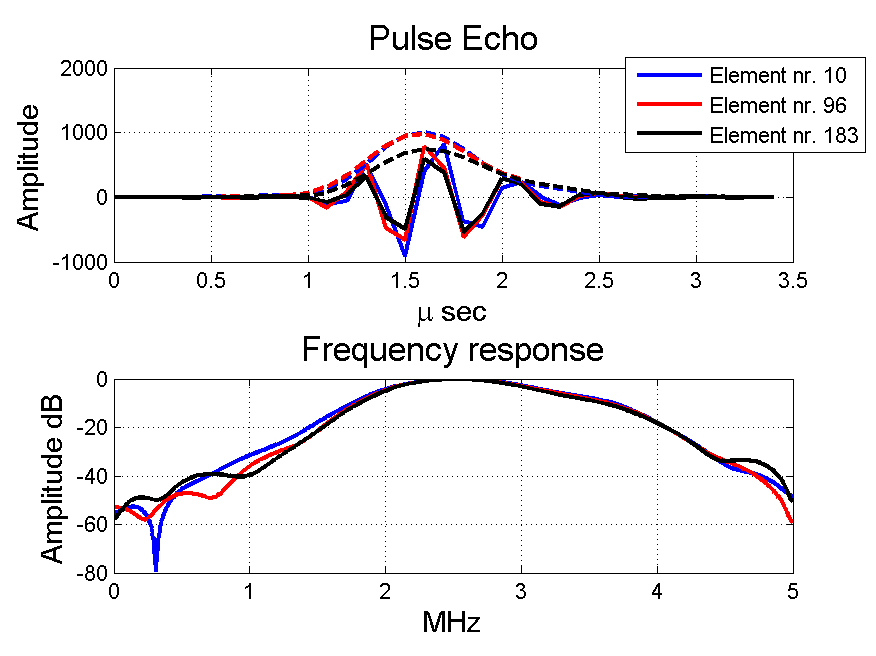 Pulse Echo
Amplitude
2000
1000
0
-1000
0 0.5 1 1.5 2 2.5 3 3.5
μ sec
Element nr. 10
Element nr. 96
Element nr. 183
Frequency response
Amplitude dB
0
-20
-40
-60
-80
0 1 2 3 4 5
MHz